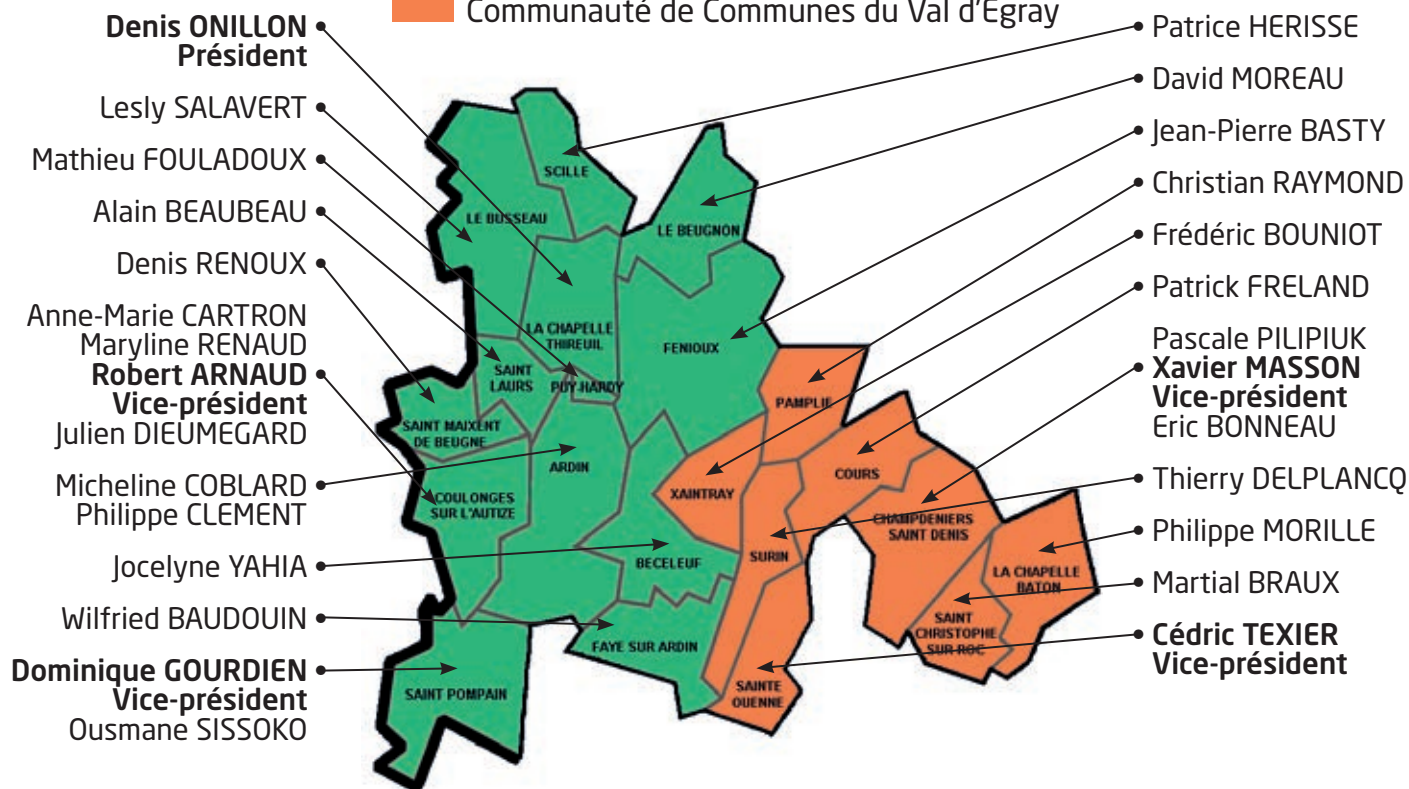 Communauté de Communes du Val d'Egray
Denis ONILLON
Président
Lesly SALAVERT
Mathieu FOULADOUX
Alain BEAUBEAU
Denis RENOUX
Anne-Marie CARTRON
Maryline RENAUD
Robert ARNAUD
Vice-président
Julien DIEUMEGARD
Micheline COBLARD
Philippe CLEMENT
Jocelyne YAHIA
Wilfried BAUDOUIN
Dominique GOURDIEN
Vice-président
Ousmane SISSOKO
SCILLE
LE BUSSEAU
LE BEUGNON
LA CHAPELLE
THIREUIL
FENIOUX
SAINT
LAURS
PUY-HARDY
PAMPLIE
SAINT MAIXENT
DE BEUGNE
ARDIN
COURS
XAINTRAY
COULONGES
SUR L'AUTIZE
CHAMPDENIERS
SAINT DENIS
SURIN
BECELEUF
LA CHAPELLE
BATON
SAINT
CHRISTOPHE
SUR ROC
FAYE SUR ARDIN
SAINTE
OUENNE
SAINT POMPAIN
Patrice HERISSE
David MOREAU
Jean-Pierre BASTY
Christian RAYMOND
Frédéric BOUNIOT
Patrick FRELAND
Pascale PILIPIUK
Xavier MASSON
Vice-président
Eric BONNEAU
Thierry DELPLANCQ
Philippe MORILLE
Martial BRAUX
Cédric TEXIER
Vice-président